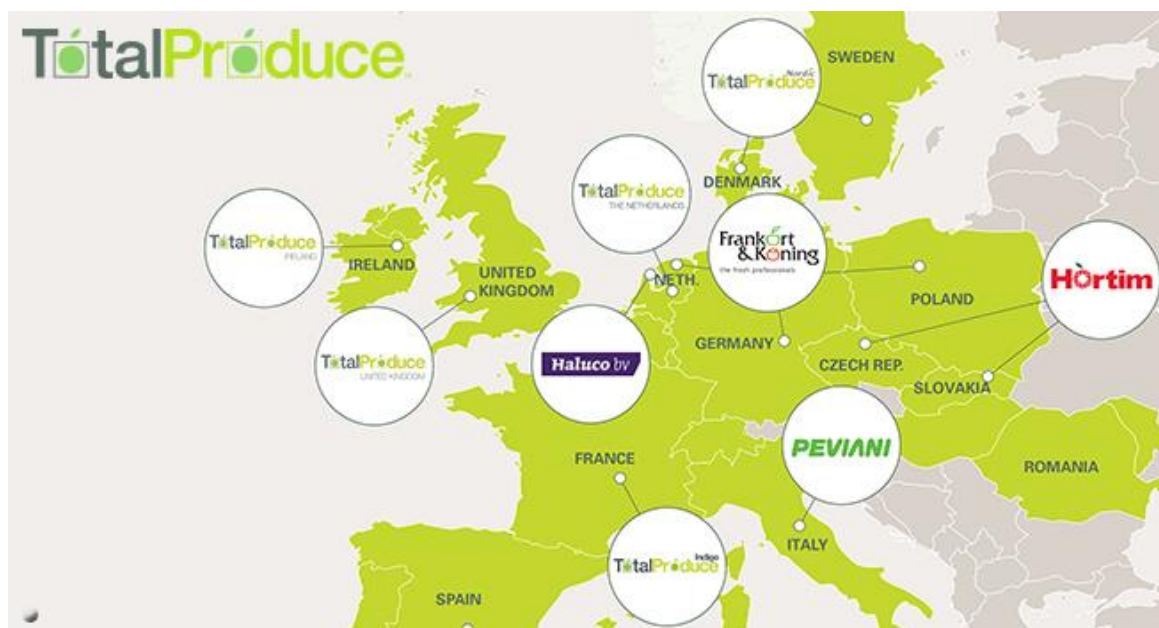 TotalProduce
SWEDEN
Nordic
TotalProduce
DENMARK
TotalProduce
THE NETHERLANDS
Frankort
& Koning
the fresh professionals
TotalProduce
IRELAND
IRELAND
UNITED
KINGDOM
NETH.
POLAND
Hortim
TotalProduce
UNITED KINGDOM
Haluco bv
GERMANY
CZECH REP.
SLOVAKIA
PEVIANI
FRANCE
ROMANIA
ITALY
Indigo
TotalProduce
SPAIN